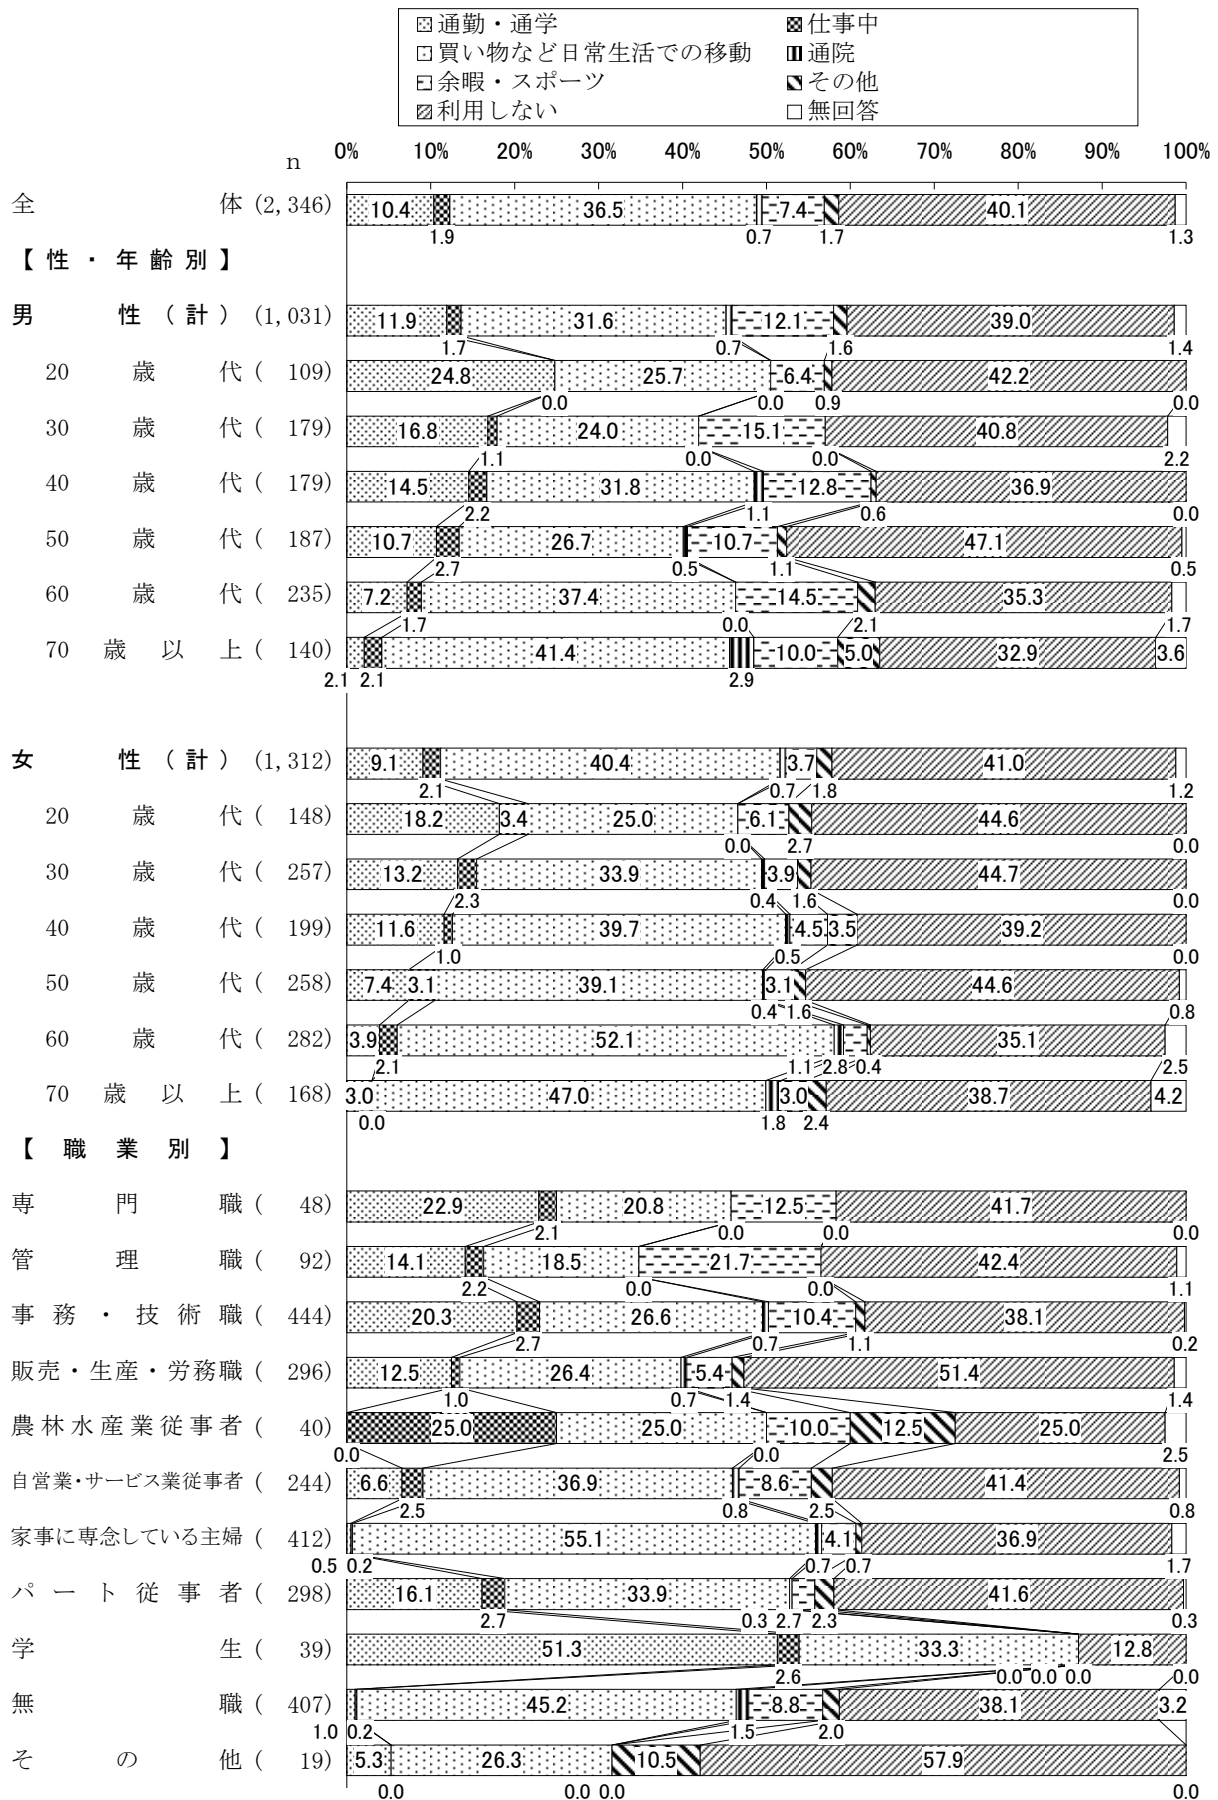 通勤・通学 仕事中
買い物など日常生活での移動 通院
余暇・スポーツ その他
利用しない 無回答
n 0% 10% 20% 30% 40% 50% 60% 70% 80% 90% 100%
全体 (2,346) 10.4 36.5 7.4 40.1
1.9 0.7 1.7 1.3
【性・年齢別】
男性(計) (1,031) 11.9 31.6 12.1 39.0
1.7 0.7 1.6 1.4
20歳代( 109) 24.8 25.7 6.4 42.2
0.0 0.0 0.9 0.0
30歳代( 179) 16.8 24.0 15.1 40.8
1.1 0.0 0.0 2.2
40歳代( 179) 14.5 31.8 12.8 36.9
2.2 1.1 0.6 0.0
50歳代( 187) 10.7 26.7 10.7 47.1
2.7 0.5 1.1 0.5
60歳代( 235) 7.2 37.4 14.5 35.3
1.7 0.0 2.1 1.7
70歳以上( 140) 41.4 10.0 5.0 32.9 3.6
2.1 2.1 2.9
女性(計) (1,312) 9.1 40.4 3.7 41.0
2.1 0.7 1.8 1.2
20歳代( 148) 18.2 3.4 25.0 6.1 44.6
0.0 2.7 0.0
30歳代( 257) 13.2 33.9 3.9 44.7
2.3 0.4 1.6 0.0
40歳代( 199) 11.6 39.7 4.5 3.5 39.2
1.0 0.5 0.0
50歳代( 258) 7.4 3.1 39.1 3.1 44.6
0.4 1.6 0.8
60歳代( 282) 3.9 52.1 35.1
2.1 1.1 2.8 0.4 2.5
70歳以上( 168) 3.0 47.0 3.0 38.7 4.2
0.0 1.8 2.4
【職業別】
専門職( 48) 22.9 20.8 12.5 41.7
2.1 0.0 0.0 0.0
管理職( 92) 14.1 18.5 21.7 42.4
2.2 0.0 0.0 1.1
事務・技術職( 444) 20.3 26.6 10.4 38.1
2.7 0.7 1.1 0.2
販売・生産・労務職( 296) 12.5 26.4 5.4 51.4
1.0 0.7 1.4 1.4
農林水産業従事者( 40) 25.0 25.0 10.0 12.5 25.0
0.0 0.0 2.5
自営業・サービス業従事者( 244) 6.6 36.9 8.6 41.4
2.5 0.8 2.5 0.8
家事に専念している主婦( 412) 55.1 4.1 36.9
0.5 0.2 0.7 0.7 1.7
パート従事者( 298) 16.1 33.9 41.6
2.7 0.3 2.7 2.3 0.3
学生( 39) 51.3 33.3 12.8
2.6 0.0 0.0 0.0 0.0
無職( 407) 45.2 8.8 38.1 3.2
1.0 0.2 1.5 2.0
その他( 19) 5.3 26.3 10.5 57.9
0.0 0.0 0.0 0.0